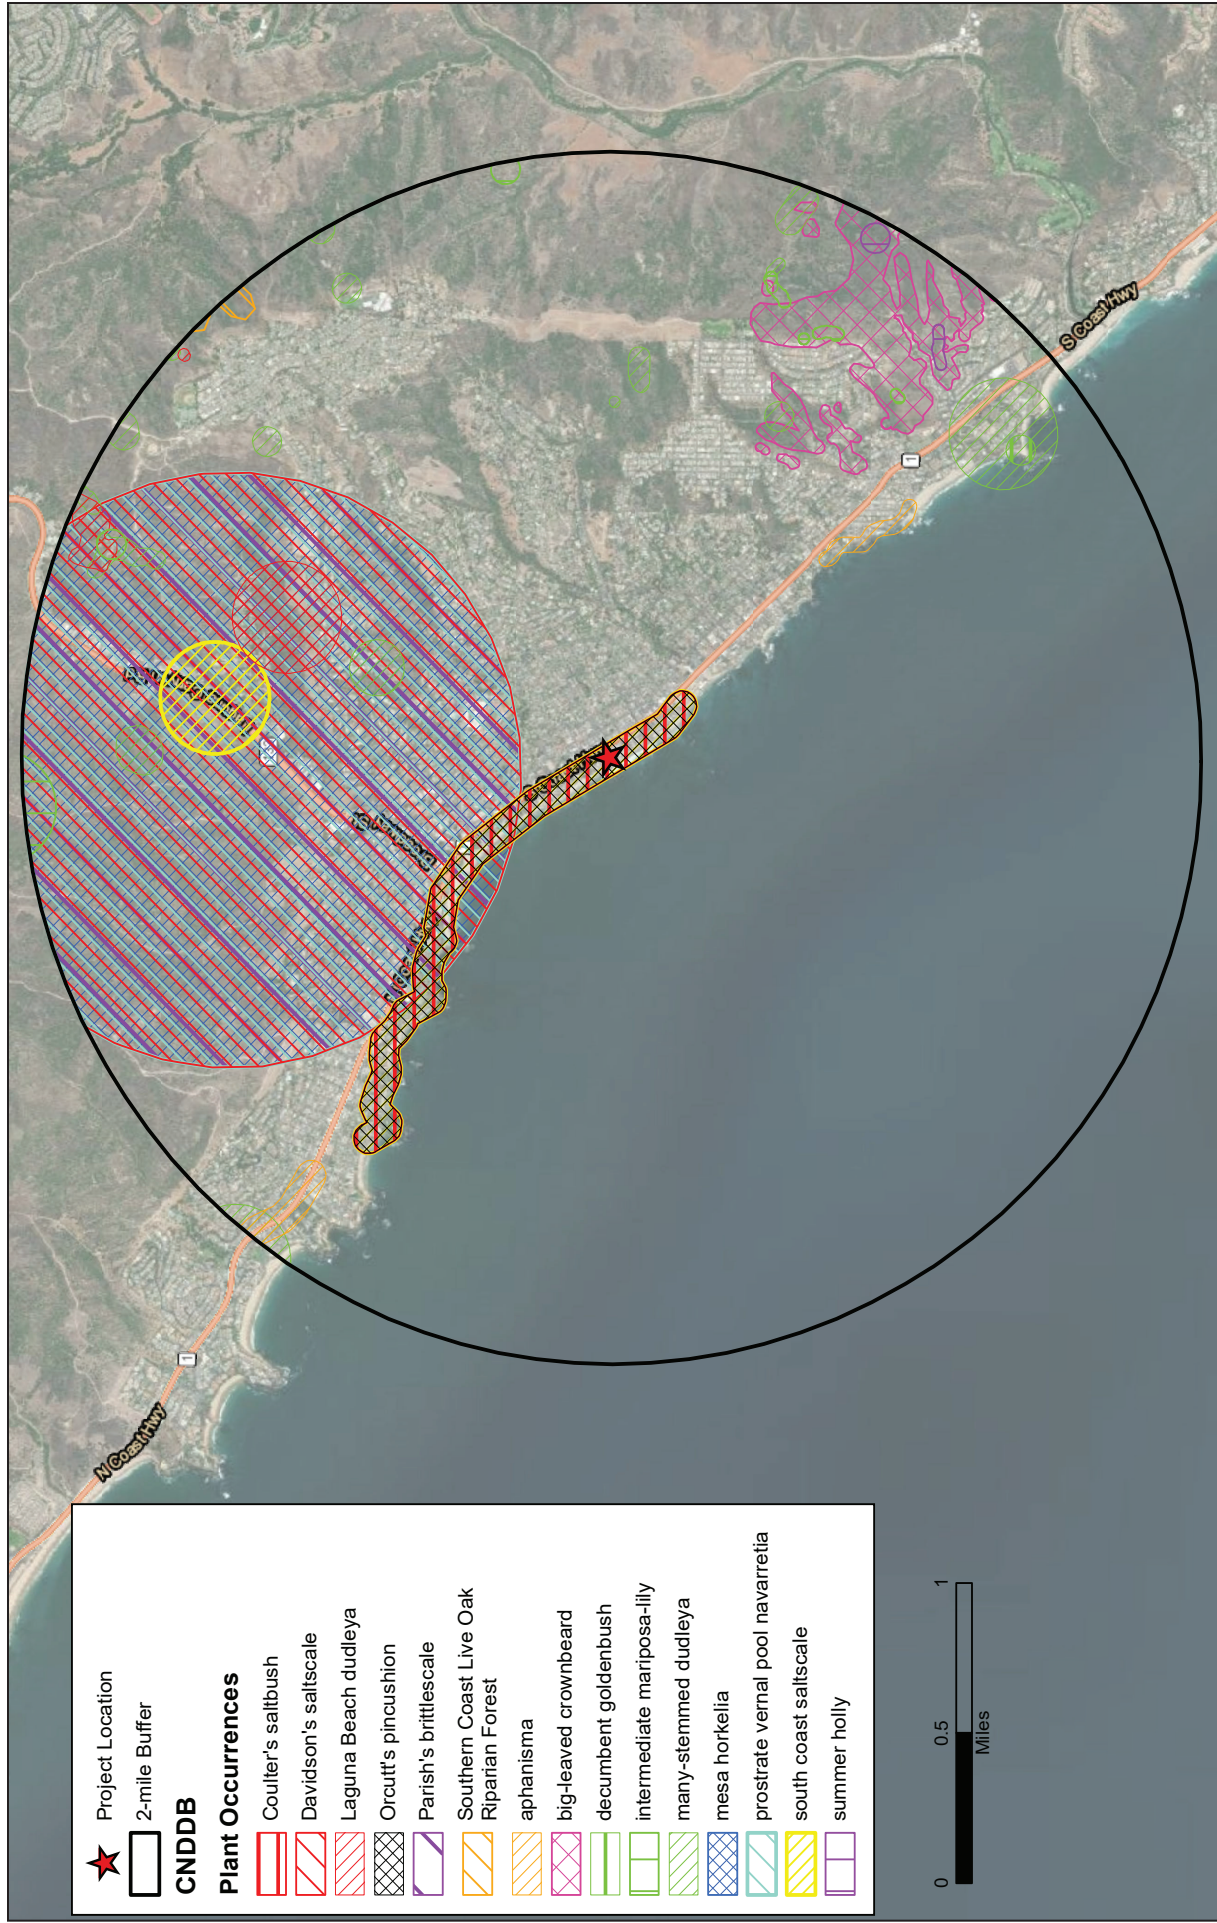 Project Location
2-mile Buffer
CNDDB
Plant Occurrences
Coulter's saltbush
Davidson's saltscale
Laguna Beach dudleya
Orcutt's pincushion
Parish's brittlescale
Southern Coast Live Oak
Riparian Forest
aphanisma
big-leaved crownbeard
decumbent goldenbush
intermediate mariposa-lily
many-stemmed dudleya
mesa horkelia
prostrate vernal pool navarretia
south coast saltscale
summer holly
0 0.5 1
Miles
N Coast Hwy
1
Broadway St
1
S Coast Hwy